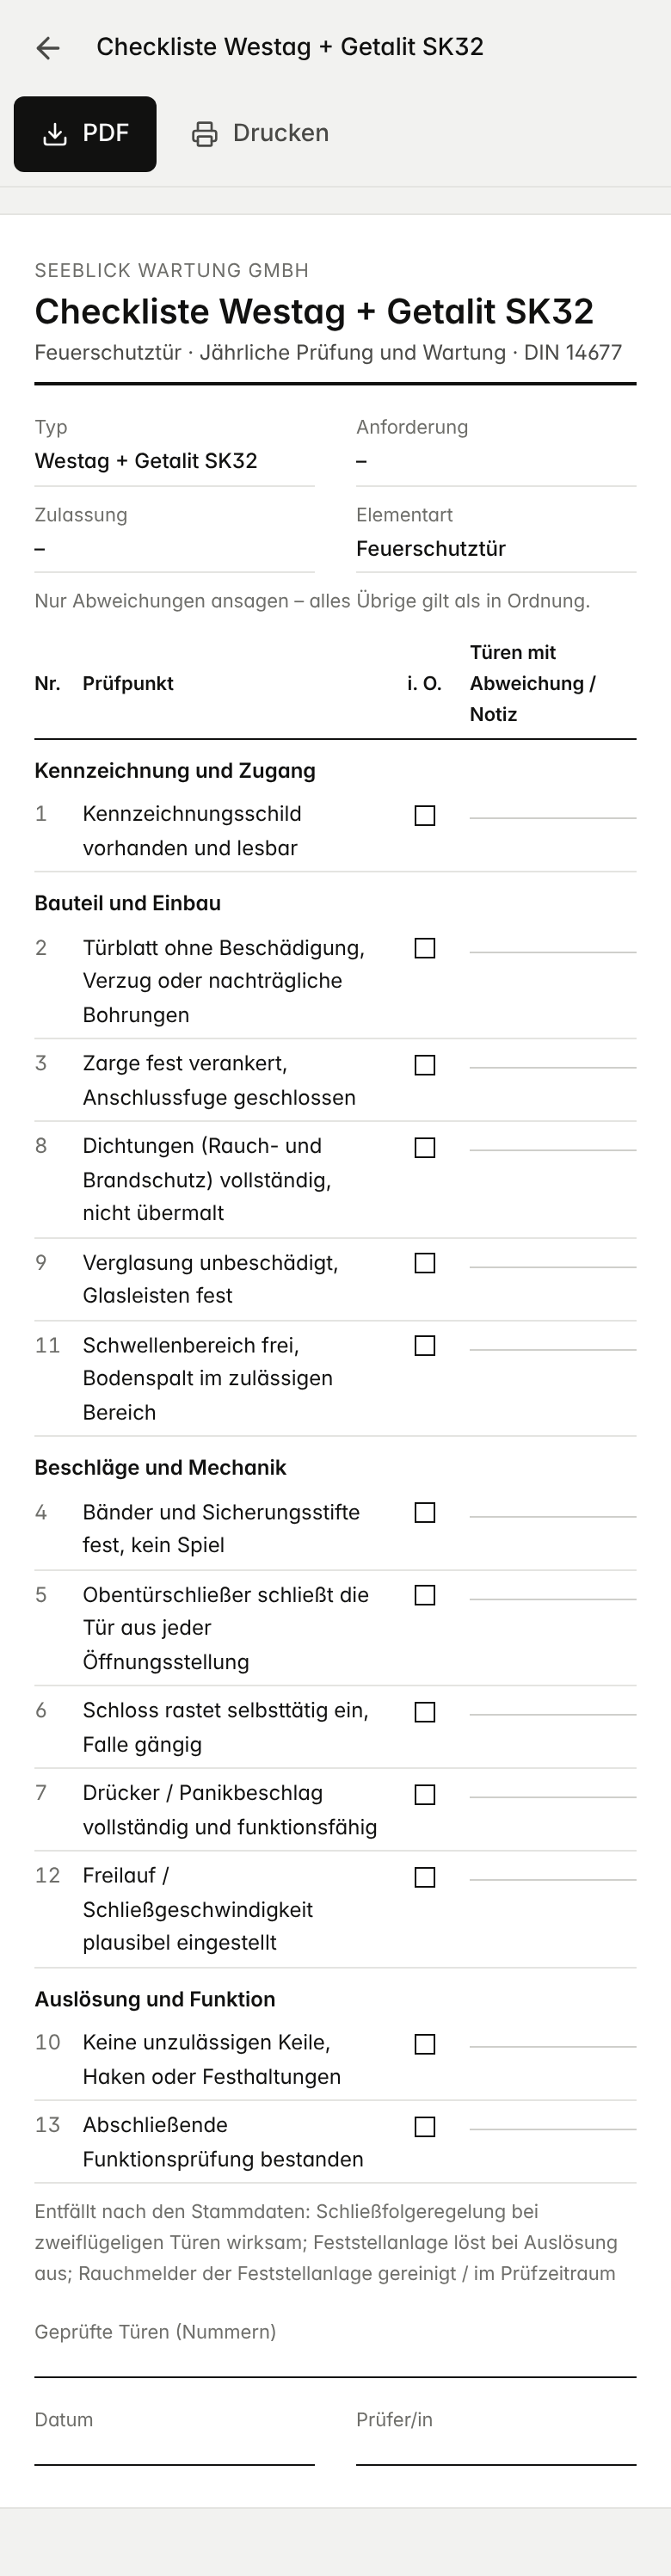 Checkliste Westag + Getalit SK32
PDF
Drucken
SEEBLICK WARTUNG GMBH
Checkliste Westag + Getalit SK32
Feuerschutztür · Jährliche Prüfung und Wartung · DIN 14677
Typ
Westag + Getalit SK32
Anforderung
–
Zulassung
–
Elementart
Feuerschutztür
Nur Abweichungen ansagen – alles Übrige gilt als in Ordnung.
Nr.
Prüfpunkt
i. O.
Türen mit
Abweichung /
Notiz
Kennzeichnung und Zugang
1
Kennzeichnungsschild
vorhanden und lesbar
Bauteil und Einbau
2
Türblatt ohne Beschädigung,
Verzug oder nachträgliche
Bohrungen
3
Zarge fest verankert,
Anschlussfuge geschlossen
8
Dichtungen (Rauch- und
Brandschutz) vollständig,
nicht übermalt
9
Verglasung unbeschädigt,
Glasleisten fest
11
Schwellenbereich frei,
Bodenspalt im zulässigen
Bereich
Beschläge und Mechanik
4
Bänder und Sicherungsstifte
fest, kein Spiel
5
Obentürschließer schließt die
Tür aus jeder
Öffnungsstellung
6
Schloss rastet selbsttätig ein,
Falle gängig
7
Drücker / Panikbeschlag
vollständig und funktionsfähig
12
Freilauf /
Schließgeschwindigkeit
plausibel eingestellt
Auslösung und Funktion
10
Keine unzulässigen Keile,
Haken oder Festhaltungen
13
Abschließende
Funktionsprüfung bestanden
Entfällt nach den Stammdaten: Schließfolgeregelung bei
zweiflügeligen Türen wirksam; Feststellanlage löst bei Auslösung
aus; Rauchmelder der Feststellanlage gereinigt / im Prüfzeitraum
Geprüfte Türen (Nummern)
Datum
Prüfer/in